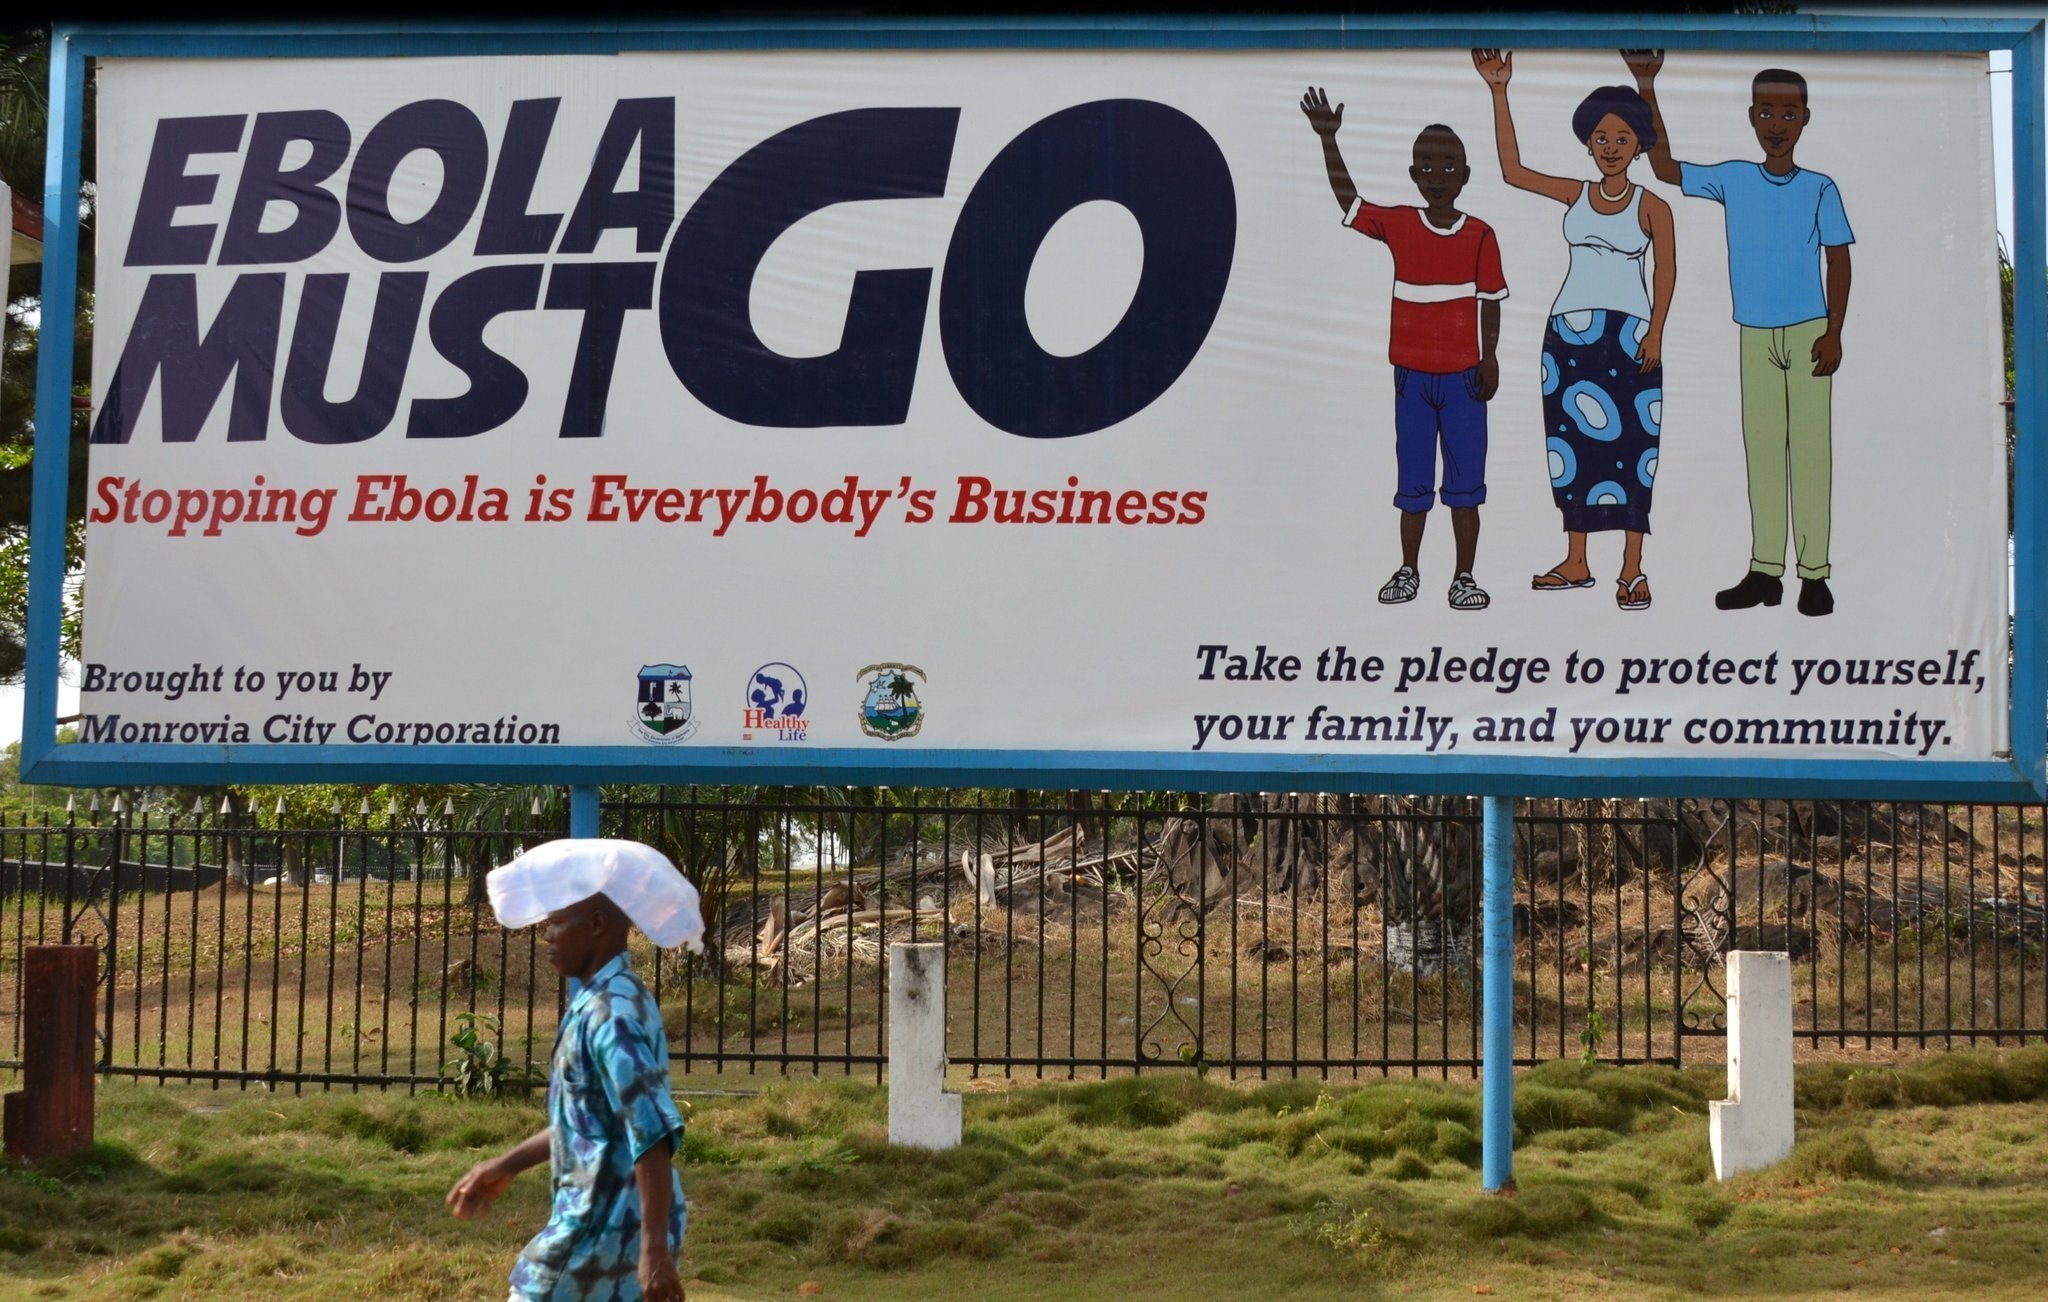 EBOLA
MUST GO
Stopping Ebola is Everybody's Business
Brought to you by
Monrovia City Corporation
Healthy
Life
Take the pledge to protect yourself,
your family, and your community.